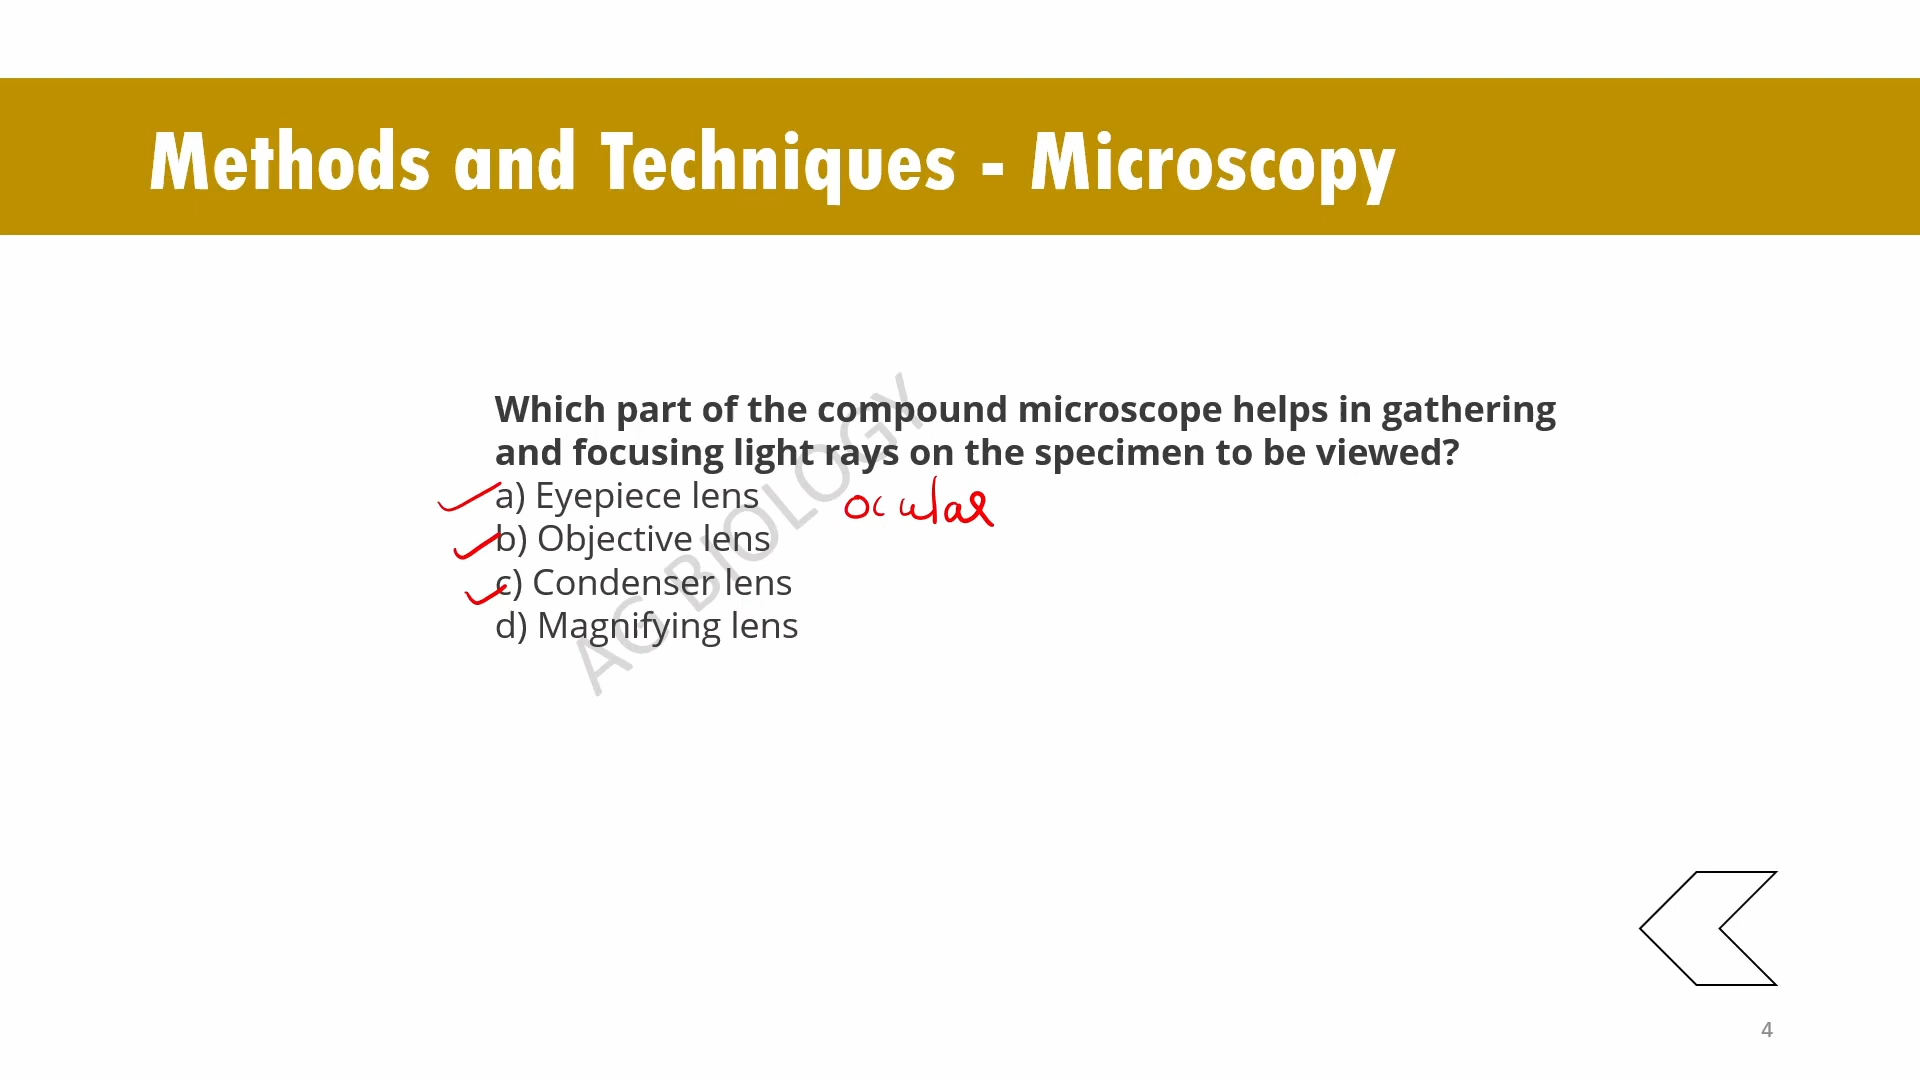 Methods and Techniques - Microscopy
Which part of the compound microscope helps in gathering
and focusing light rays on the specimen to be viewed?
a) Eyepiece lens ocular
b) Objective lens
c) Condenser lens
d) Magnifying lens
AG BIOLOGY
4